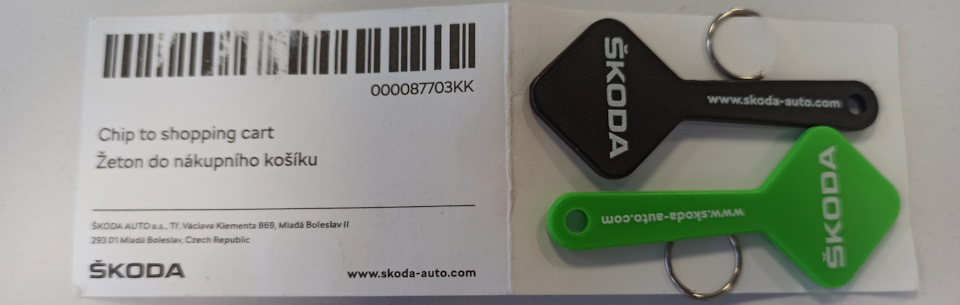 000087703KK
Chip to shopping cart
Žeton do nákupního košíku
ŠKODA AUTO a.s., Tř. Václava Klementa 869, Mladá Boleslav II
293 01 Mladá Boleslav, Czech Republic
ŠKODA
www.skoda-auto.com
ŠKODA
www.skoda-auto.com
www.skoda-auto.com
ŠKODA